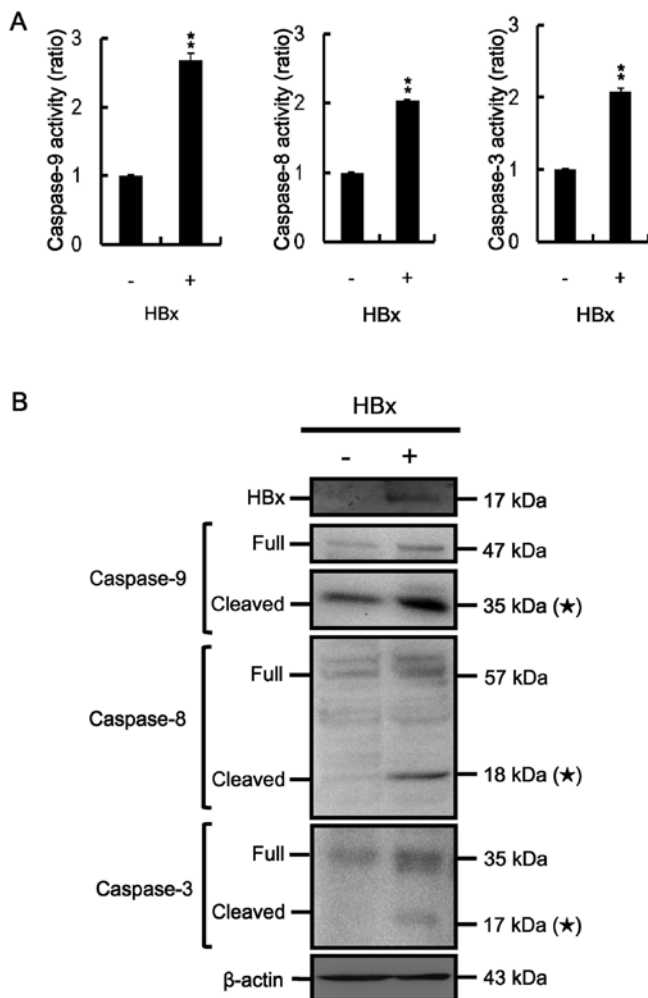 A
Caspase-9 activity (ratio)
3
2
1
0
**
- +
HBx
Caspase-8 activity (ratio)
3
2
1
0
**
- +
HBx
Caspase-3 activity (ratio)
3
2
1
0
**
- +
HBx
B
HBx
- +
HBx 17 kDa
Caspase-9
Full 47 kDa
Cleaved 35 kDa (★)
Caspase-8
Full 57 kDa
Cleaved 18 kDa (★)
Caspase-3
Full 35 kDa
Cleaved 17 kDa (★)
β-actin 43 kDa